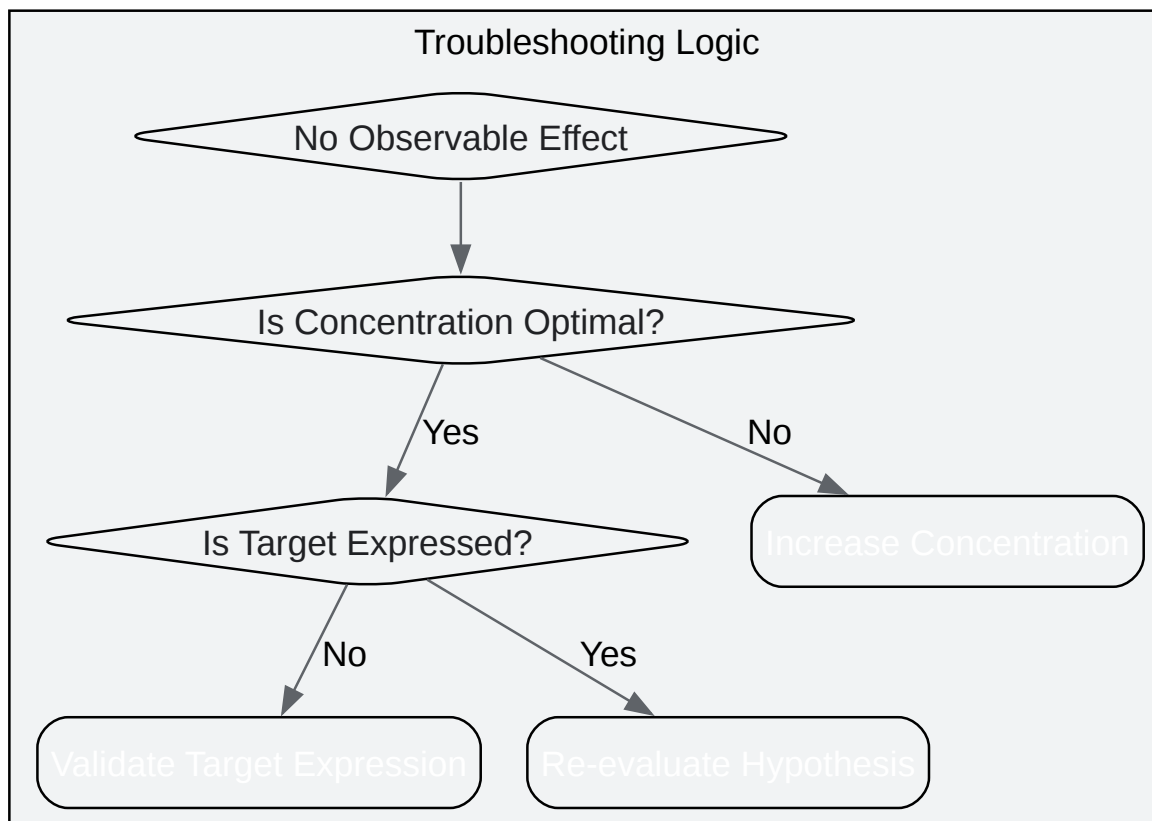 Troubleshooting Logic
No Observable Effect
Is Concentration Optimal?
Yes
No
Is Target Expressed?
Increase Concentration
No
Yes
Validate Target Expression
Re-evaluate Hypothesis